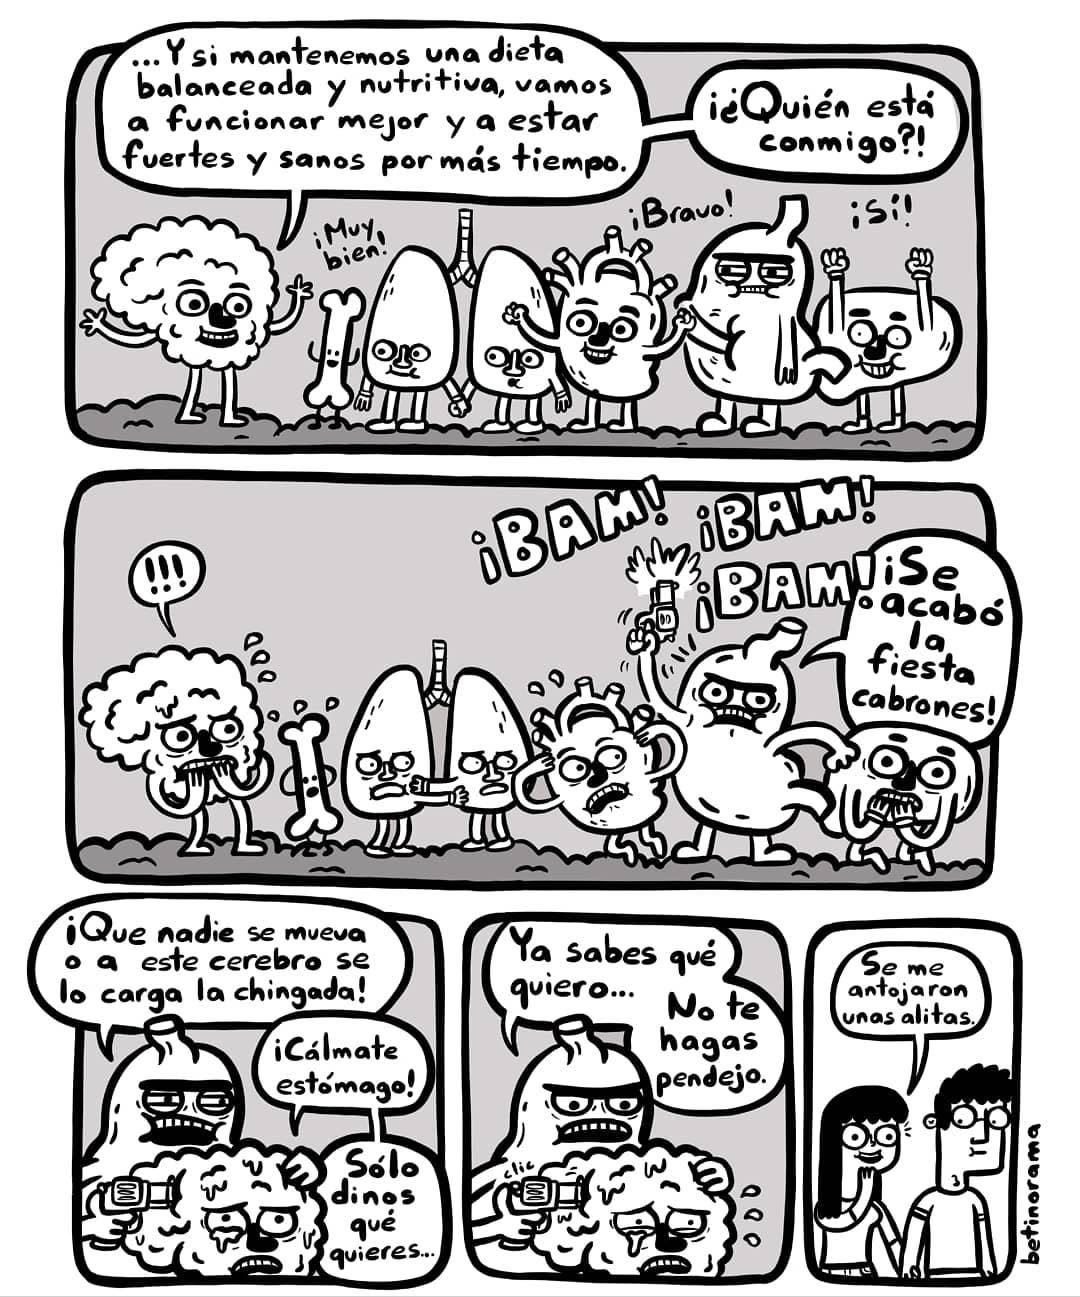 ...Y si mantenemos una dieta
balanceada y nutritiva, vamos
a funcionar mejor y a estar
fuertes y sanos por más tiempo.
¡¿Quién está
conmigo?!
¡Muy
bien!
¡Bravo!
¡Sí!
!!!
¡BAM!
¡BAM!
¡BAM!
¡Se
acabó
la
fiesta
cabrones!
¡Que nadie se mueva
o a este cerebro se
lo carga la chingada!
¡Cálmate
estómago!
Sólo
dinos
qué
quieres...
Ya sabes qué
quiero...
No te
hagas
pendejo.
clic
Se me
antojaron
unas alitas.
betinorama